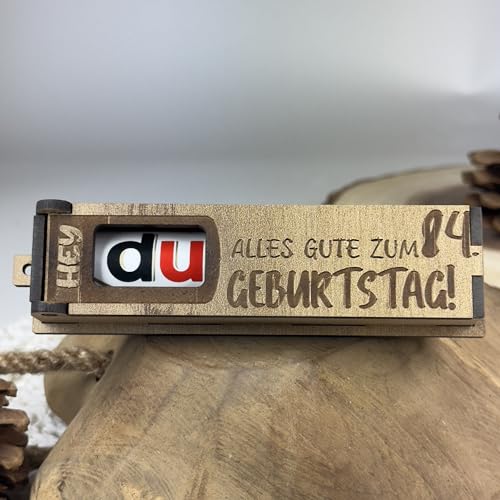 HEY
du
ALLES GUTE ZUM 84.
GEBURTSTAG!